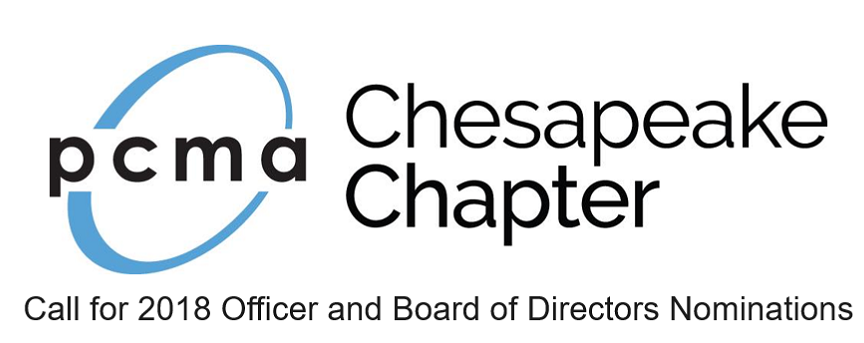 pcma
Chesapeake
Chapter
Call for 2018 Officer and Board of Directors Nominations